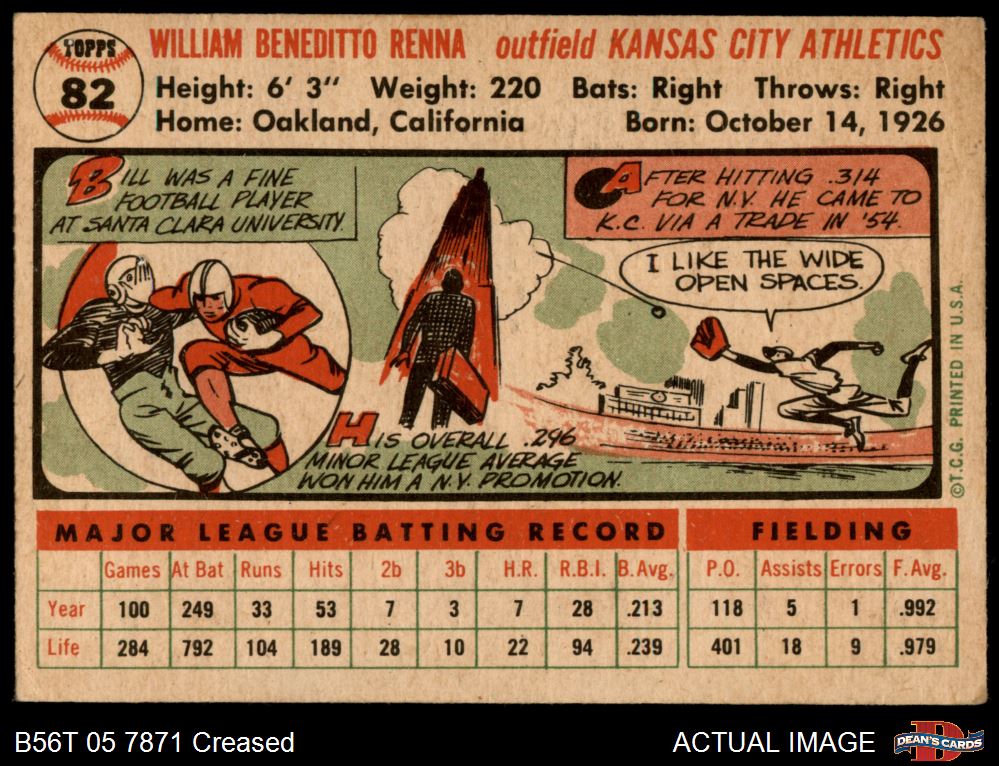 TOPPS
82
WILLIAM BENEDITTO RENNA outfield KANSAS CITY ATHLETICS
Height: 6' 3" Weight: 220 Bats: Right Throws: Right
Home: Oakland, California Born: October 14, 1926
BILL WAS A FINE
FOOTBALL PLAYER
AT SANTA CLARA UNIVERSITY.
HIS OVERALL .296
MINOR LEAGUE AVERAGE
WON HIM A N.Y. PROMOTION.
AFTER HITTING .314
FOR N.Y. HE CAME TO
K.C. VIA A TRADE IN '54.
I LIKE THE WIDE
OPEN SPACES.
©T.C.G. PRINTED IN U.S.A.
MAJOR LEAGUE BATTING RECORD FIELDING
Games At Bat Runs Hits 2b 3b H.R. R.B.I. B.Avg. P.O. Assists Errors F.Avg.
Year 100 249 33 53 7 3 7 28 .213 118 5 1 .992
Life 284 792 104 189 28 10 22 94 .239 401 18 9 .979
B56T 05 7871 Creased ACTUAL IMAGE DEAN'S CARDS